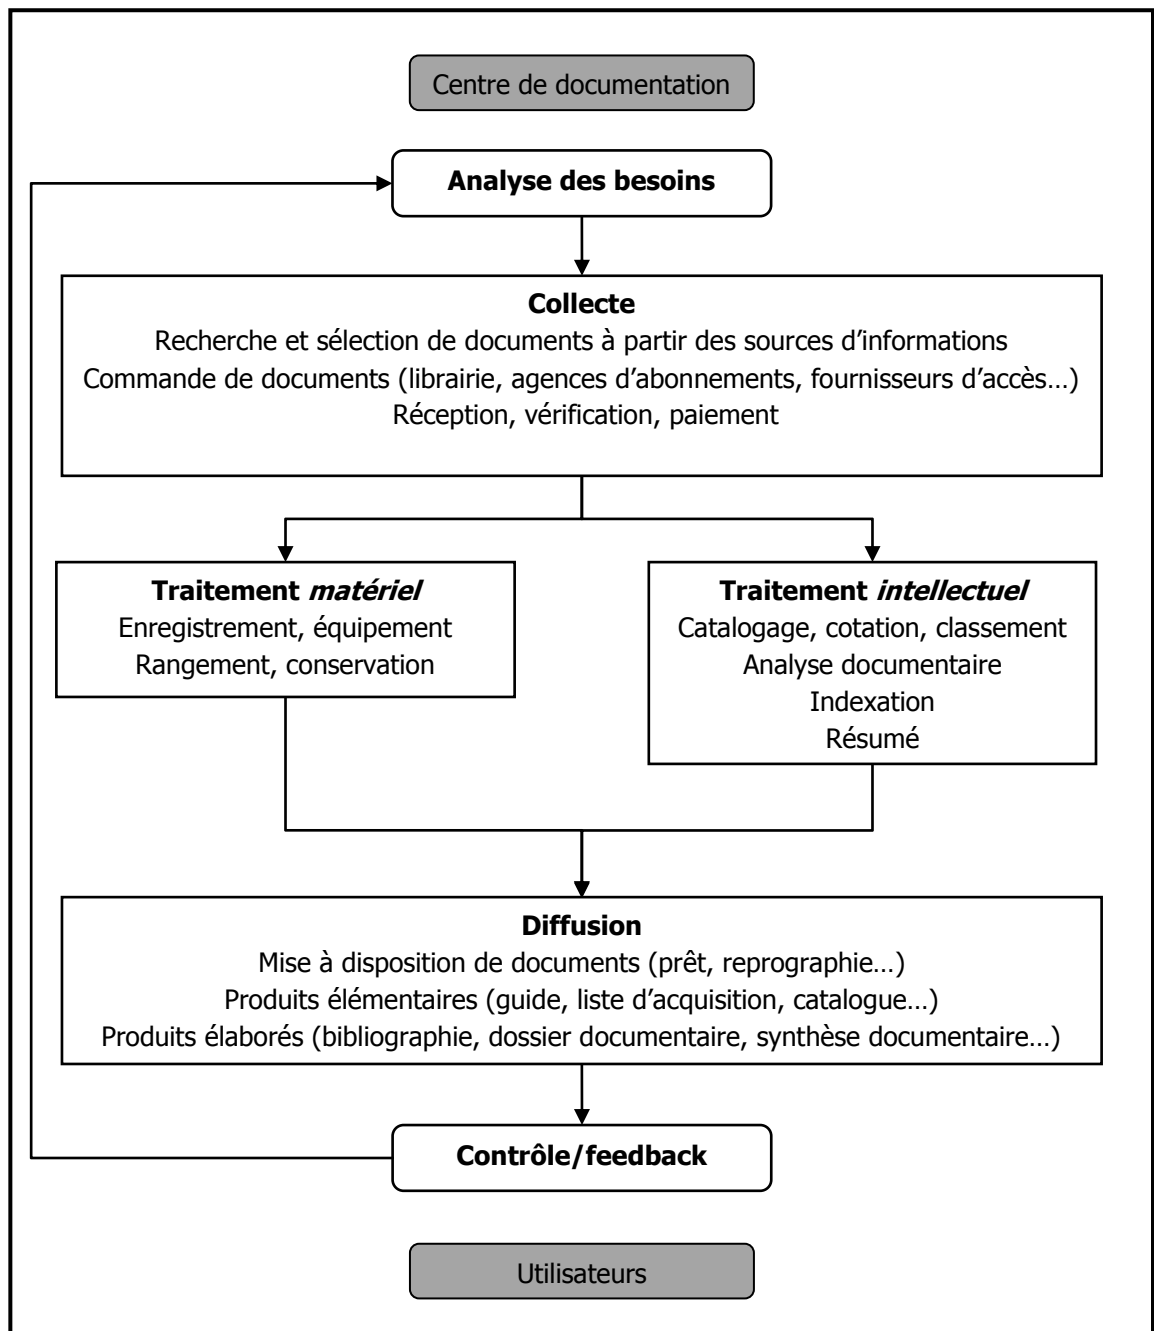 Centre de documentation
Analyse des besoins
Collecte
Recherche et sélection de documents à partir des sources d’informations
Commande de documents (librairie, agences d’abonnements, fournisseurs d’accès…)
Réception, vérification, paiement
Traitement matériel
Enregistrement, équipement
Rangement, conservation
Traitement intellectuel
Catalogage, cotation, classement
Analyse documentaire
Indexation
Résumé
Diffusion
Mise à disposition de documents (prêt, reprographie…)
Produits élémentaires (guide, liste d’acquisition, catalogue…)
Produits élaborés (bibliographie, dossier documentaire, synthèse documentaire…)
Contrôle/feedback
Utilisateurs